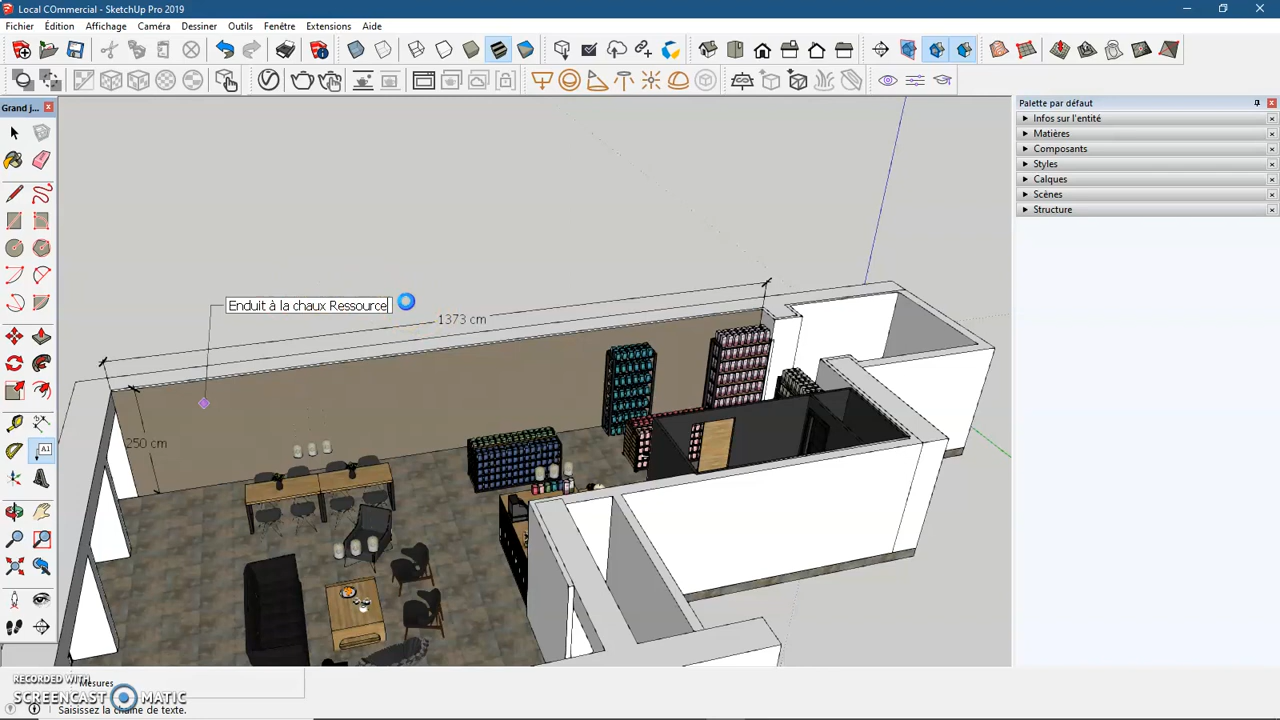 Local COmmercial - SketchUp Pro 2019
Fichier Édition Affichage Caméra Dessiner Outils Fenêtre Extensions Aide
Grand j...
Palette par défaut
Infos sur l'entité
Matières
Composants
Styles
Calques
Scènes
Structure
Enduit à la chaux Ressource
1373 cm
250 cm
A1
RECORDED WITH
SCREENCAST MATIC
Mesures
Saisissez la chaîne de texte.